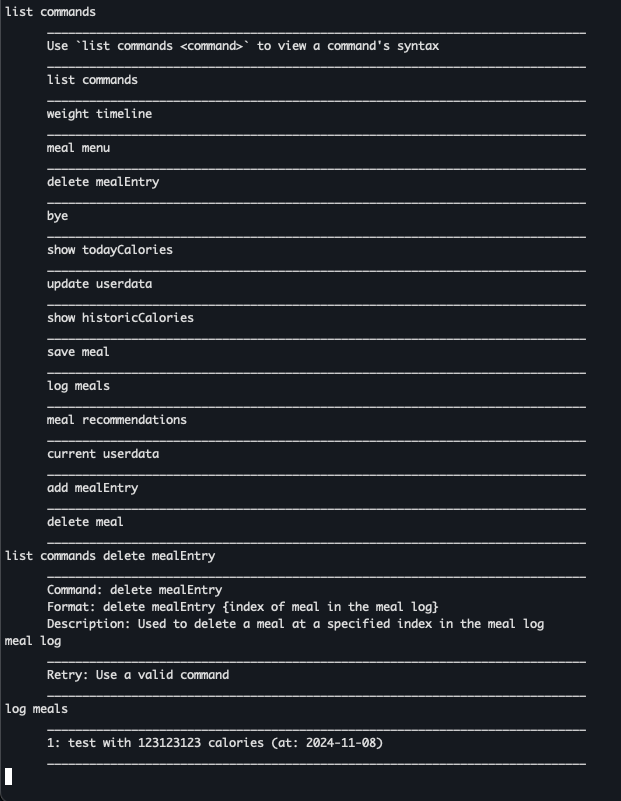 list commands
Use `list commands <command>` to view a command's syntax
list commands
weight timeline
meal menu
delete mealEntry
bye
show todayCalories
update userdata
show historicCalories
save meal
log meals
meal recommendations
current userdata
add mealEntry
delete meal
list commands delete mealEntry
Command: delete mealEntry
Format: delete mealEntry {index of meal in the meal log}
Description: Used to delete a meal at a specified index in the meal log
meal log
Retry: Use a valid command
log meals
1: test with 123123123 calories (at: 2024-11-08)